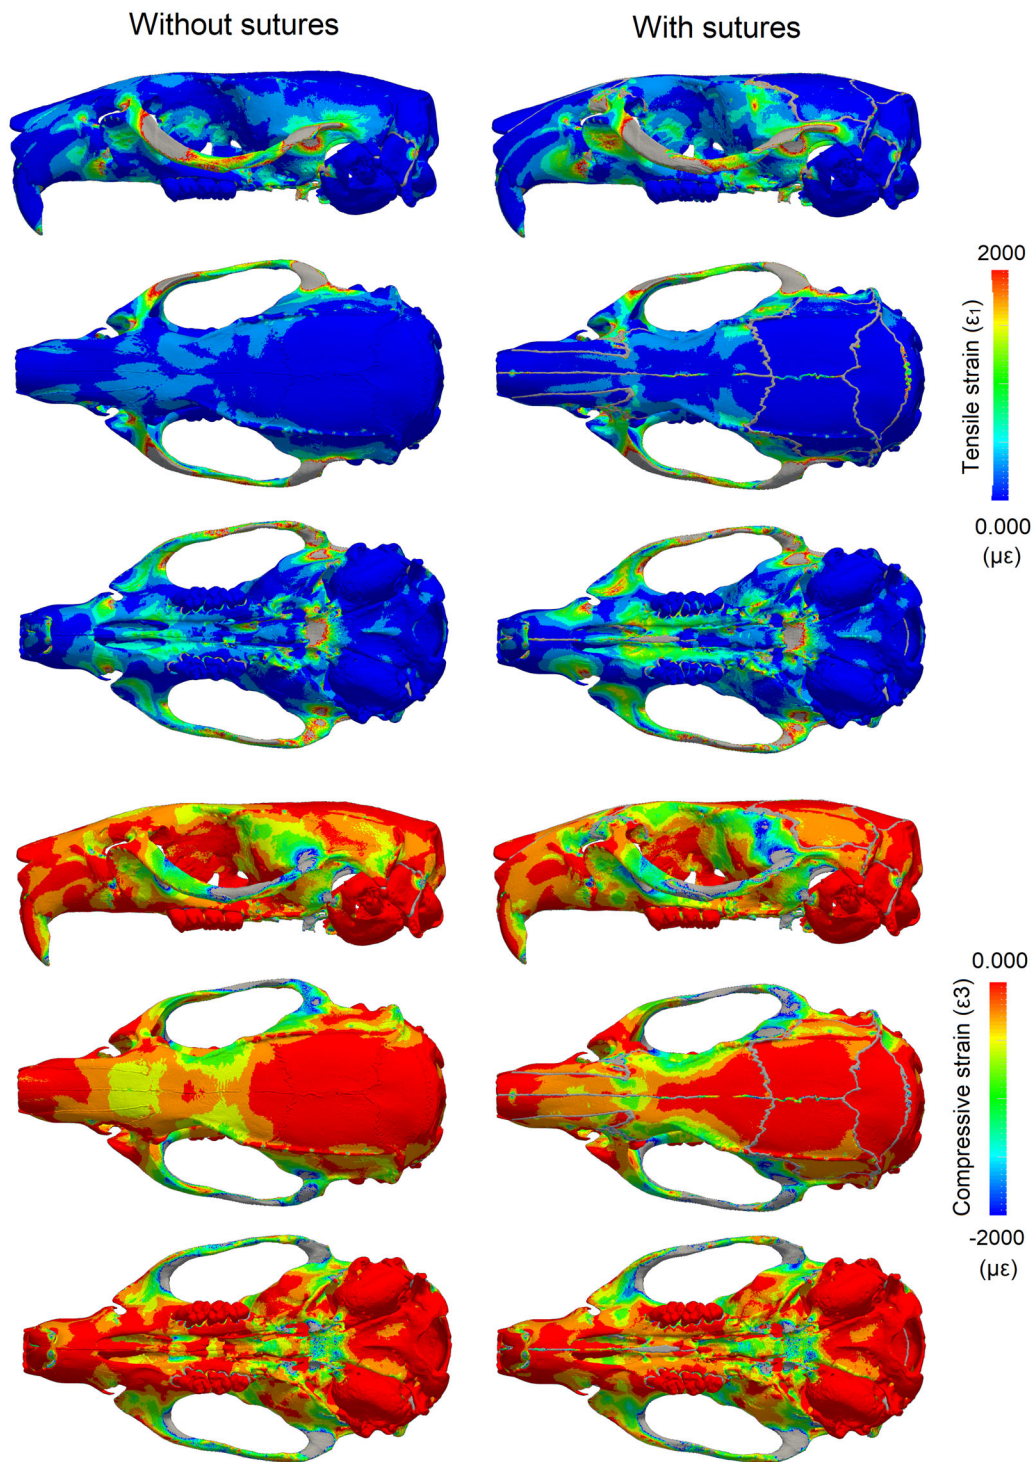 Without sutures
With sutures
2000
Tensile strain (ε1)
0.000
(με)
0.000
Compressive strain (ε3)
-2000
(με)